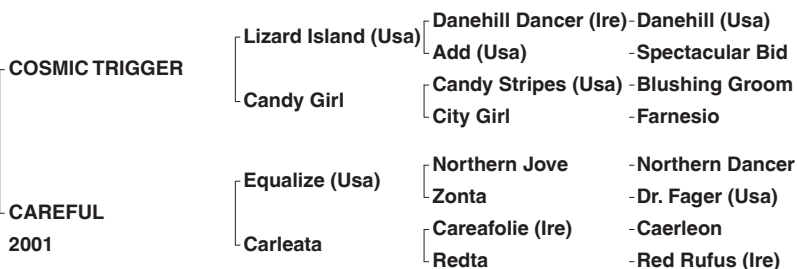 Danehill Dancer (Ire) - Danehill (Usa)
Lizard Island (Usa)
Add (Usa) - Spectacular Bid
COSMIC TRIGGER
Candy Stripes (Usa) - Blushing Groom
Candy Girl
City Girl - Farnesio
Northern Jove - Northern Dancer
Equalize (Usa)
Zonta - Dr. Fager (Usa)
CAREFUL
Careafolie (Ire) - Caerleon
2001
Carleata
Redta - Red Rufus (Ire)